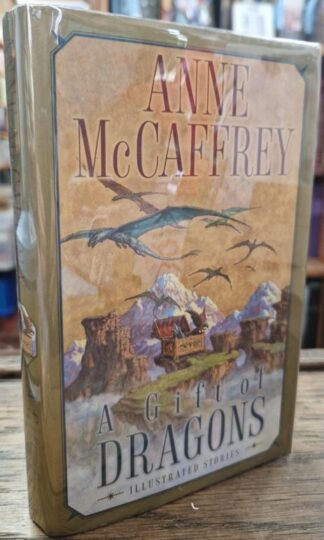 ANNE
McCAFFREY
A Gift of
DRAGONS
ILLUSTRATED STORIES